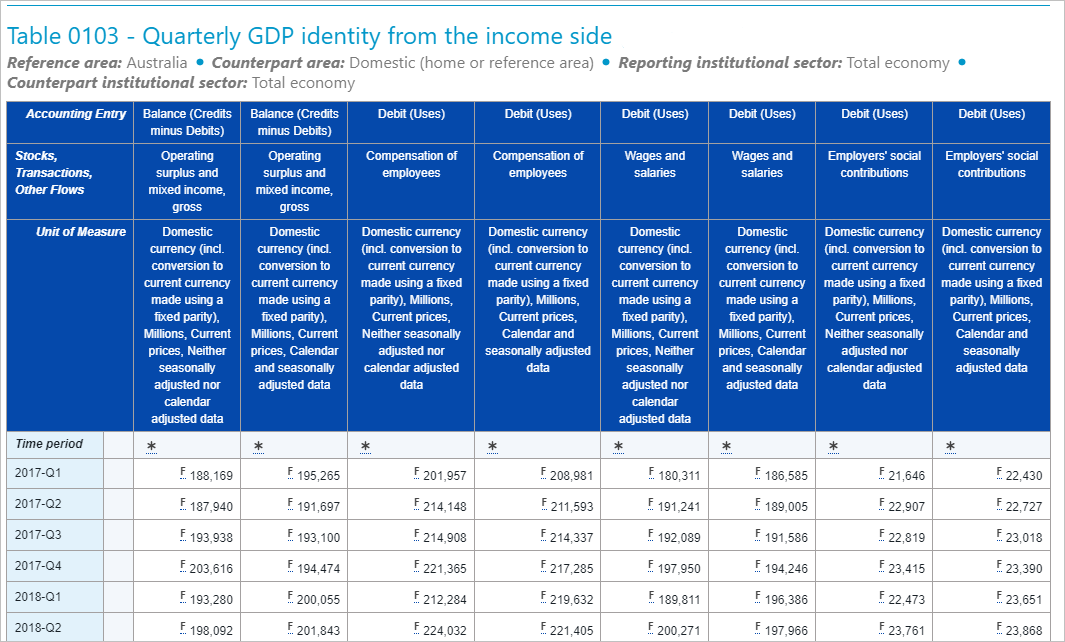 Table 0103 - Quarterly GDP identity from the income side
Reference area: Australia • Counterpart area: Domestic (home or reference area) • Reporting institutional sector: Total economy •
Counterpart institutional sector: Total economy
Accounting Entry Balance (Credits minus Debits) Balance (Credits minus Debits) Debit (Uses) Debit (Uses) Debit (Uses) Debit (Uses) Debit (Uses) Debit (Uses)
Stocks, Transactions, Other Flows Operating surplus and mixed income, gross Operating surplus and mixed income, gross Compensation of employees Compensation of employees Wages and salaries Wages and salaries Employers' social contributions Employers' social contributions
Unit of Measure Domestic currency (incl. conversion to current currency made using a fixed parity), Millions, Current prices, Neither seasonally adjusted nor calendar adjusted data Domestic currency (incl. conversion to current currency made using a fixed parity), Millions, Current prices, Calendar and seasonally adjusted data Domestic currency (incl. conversion to current currency made using a fixed parity), Millions, Current prices, Neither seasonally adjusted nor calendar adjusted data Domestic currency (incl. conversion to current currency made using a fixed parity), Millions, Current prices, Calendar and seasonally adjusted data Domestic currency (incl. conversion to current currency made using a fixed parity), Millions, Current prices, Neither seasonally adjusted nor calendar adjusted data Domestic currency (incl. conversion to current currency made using a fixed parity), Millions, Current prices, Calendar and seasonally adjusted data Domestic currency (incl. conversion to current currency made using a fixed parity), Millions, Current prices, Neither seasonally adjusted nor calendar adjusted data Domestic currency (incl. conversion to current currency made using a fixed parity), Millions, Current prices, Calendar and seasonally adjusted data
Time period * * * * * * * *
2017-Q1 F 188,169 F 195,265 F 201,957 F 208,981 F 180,311 F 186,585 F 21,646 F 22,430
2017-Q2 F 187,940 F 191,697 F 214,148 F 211,593 F 191,241 F 189,005 F 22,907 F 22,727
2017-Q3 F 193,938 F 193,100 F 214,908 F 214,337 F 192,089 F 191,586 F 22,819 F 23,018
2017-Q4 F 203,616 F 194,474 F 221,365 F 217,285 F 197,950 F 194,246 F 23,415 F 23,390
2018-Q1 F 193,280 F 200,055 F 212,284 F 219,632 F 189,811 F 196,386 F 22,473 F 23,651
2018-Q2 F 198,092 F 201,843 F 224,032 F 221,405 F 200,271 F 197,966 F 23,761 F 23,868